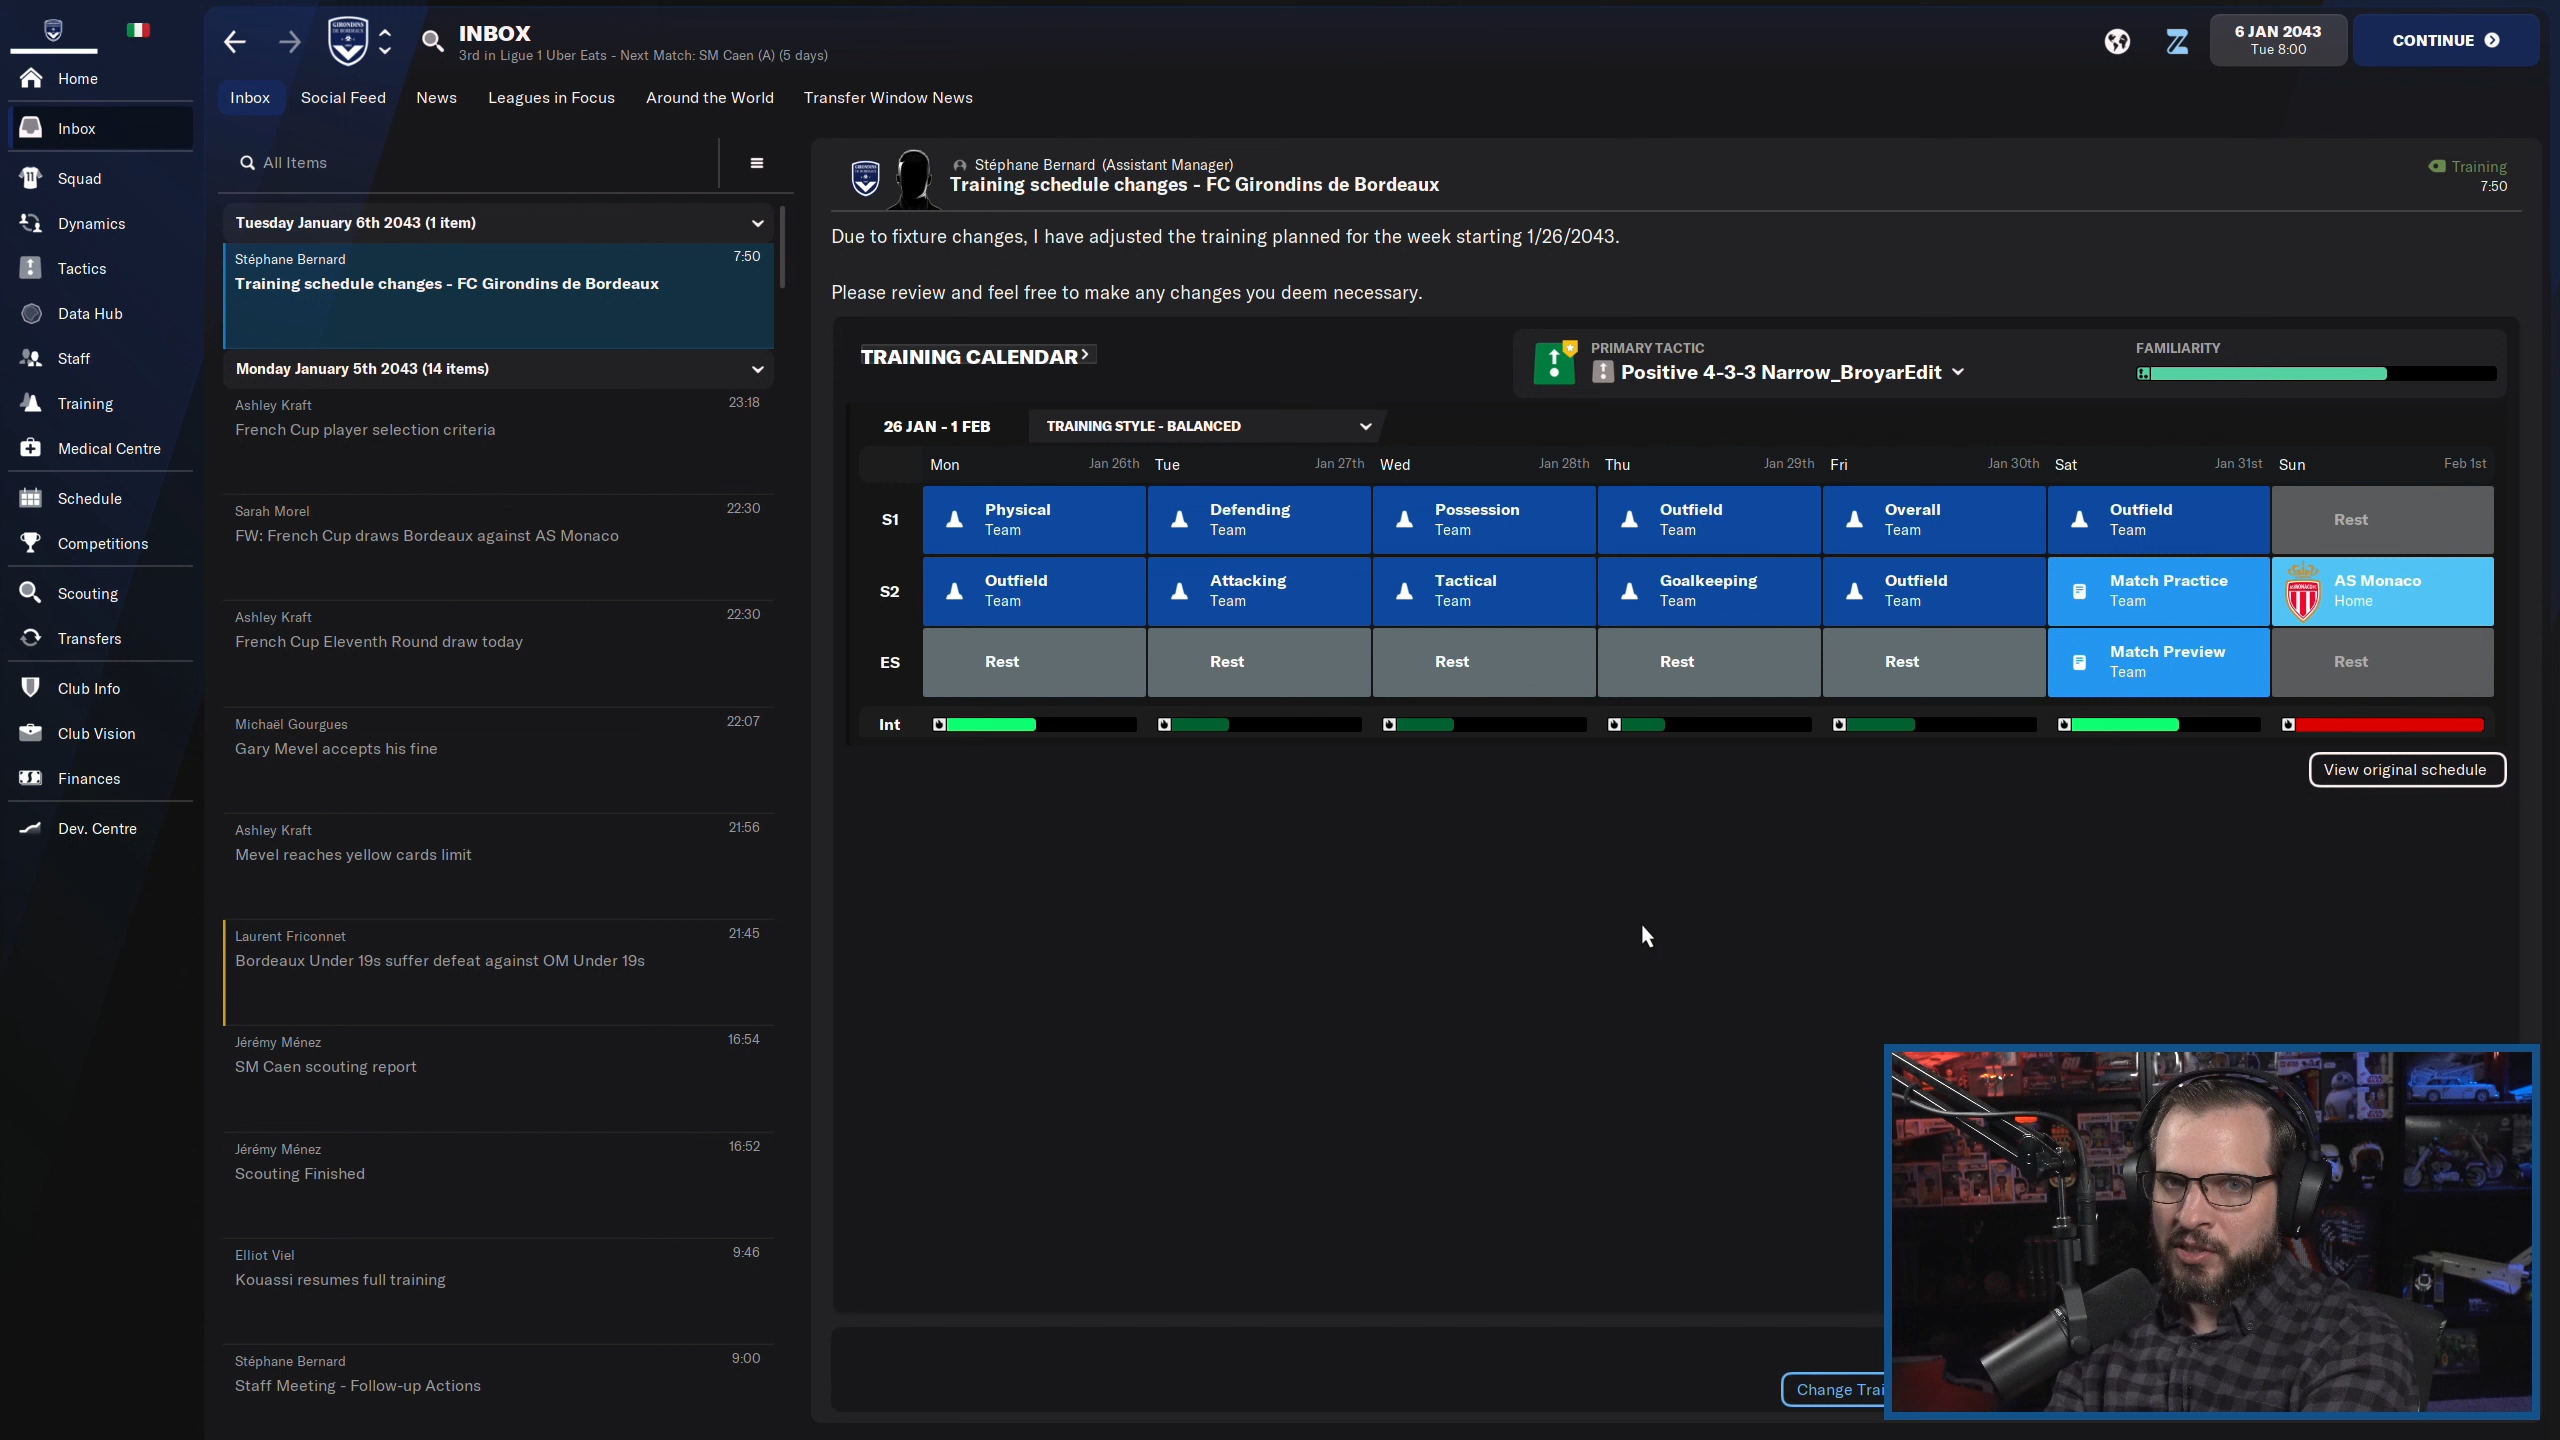 INBOX
3rd in Ligue 1 Uber Eats - Next Match: SM Caen (A) (5 days)
6 JAN 2043
Tue 8:00
CONTINUE
Home
Inbox
Squad
Dynamics
Tactics
Data Hub
Staff
Training
Medical Centre
Schedule
Competitions
Scouting
Transfers
Club Info
Club Vision
Finances
Dev. Centre
Inbox
Social Feed
News
Leagues in Focus
Around the World
Transfer Window News
All Items
Tuesday January 6th 2043 (1 item)
Stéphane Bernard 7:50
Training schedule changes - FC Girondins de Bordeaux
Monday January 5th 2043 (14 items)
Ashley Kraft 23:18
French Cup player selection criteria
Sarah Morel 22:30
FW: French Cup draws Bordeaux against AS Monaco
Ashley Kraft 22:30
French Cup Eleventh Round draw today
Michaël Gourgues 22:07
Gary Mevel accepts his fine
Ashley Kraft 21:56
Mevel reaches yellow cards limit
Laurent Friconnet 21:45
Bordeaux Under 19s suffer defeat against OM Under 19s
Jérémy Ménez 16:54
SM Caen scouting report
Jérémy Ménez 16:52
Scouting Finished
Elliot Viel 9:46
Kouassi resumes full training
Stéphane Bernard 9:00
Staff Meeting - Follow-up Actions
Stéphane Bernard (Assistant Manager)
Training schedule changes - FC Girondins de Bordeaux
Training
7:50
Due to fixture changes, I have adjusted the training planned for the week starting 1/26/2043.
Please review and feel free to make any changes you deem necessary.
TRAINING CALENDAR
PRIMARY TACTIC
Positive 4-3-3 Narrow_BroyarEdit
FAMILIARITY
26 JAN - 1 FEB
TRAINING STYLE - BALANCED
Mon Jan 26th Tue Jan 27th Wed Jan 28th Thu Jan 29th Fri Jan 30th Sat Jan 31st Sun Feb 1st
S1
Physical Defending Possession Outfield Overall Outfield Rest
Team Team Team Team Team Team
S2
Outfield Attacking Tactical Goalkeeping Outfield Match Practice AS Monaco
Team Team Team Team Team Team Home
ES
Rest Rest Rest Rest Rest Match Preview Rest
Team
Int
View original schedule
Change Trai